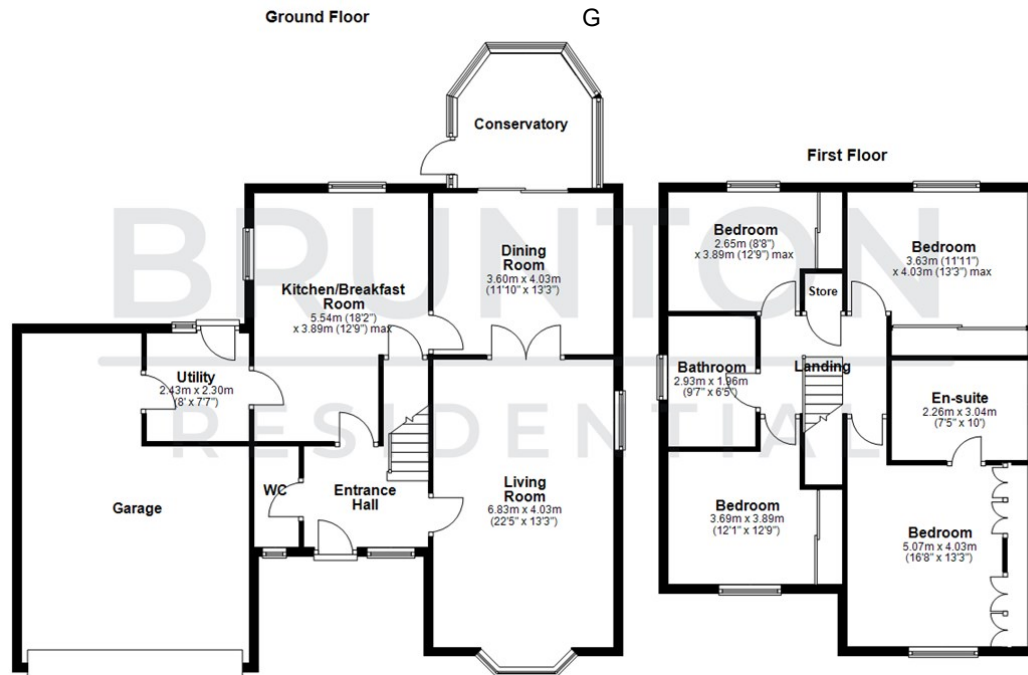 Ground Floor
G
Conservatory
Dining
Room
3.60m x 4.03m
(11'10" x 13'3")
Kitchen/Breakfast
Room
5.54m (18'2")
x 3.89m (12'9") max
Utility
2.43m x 2.30m
(8' x 7'7")
Garage
WC
Entrance
Hall
Living
Room
6.83m x 4.03m
(22'5" x 13'3")
First Floor
Bedroom
2.65m (8'8")
x 3.89m (12'9") max
Bedroom
3.63m (11'11")
x 4.03m (13'3") max
Store
Bathroom
2.93m x 1.96m
(9'7" x 6'5")
Landing
En-suite
2.26m x 3.04m
(7'5" x 10')
Bedroom
3.69m x 3.89m
(12'1" x 12'9")
Bedroom
5.07m x 4.03m
(16'8" x 13'3")
BRUNTON
RESIDENTIAL